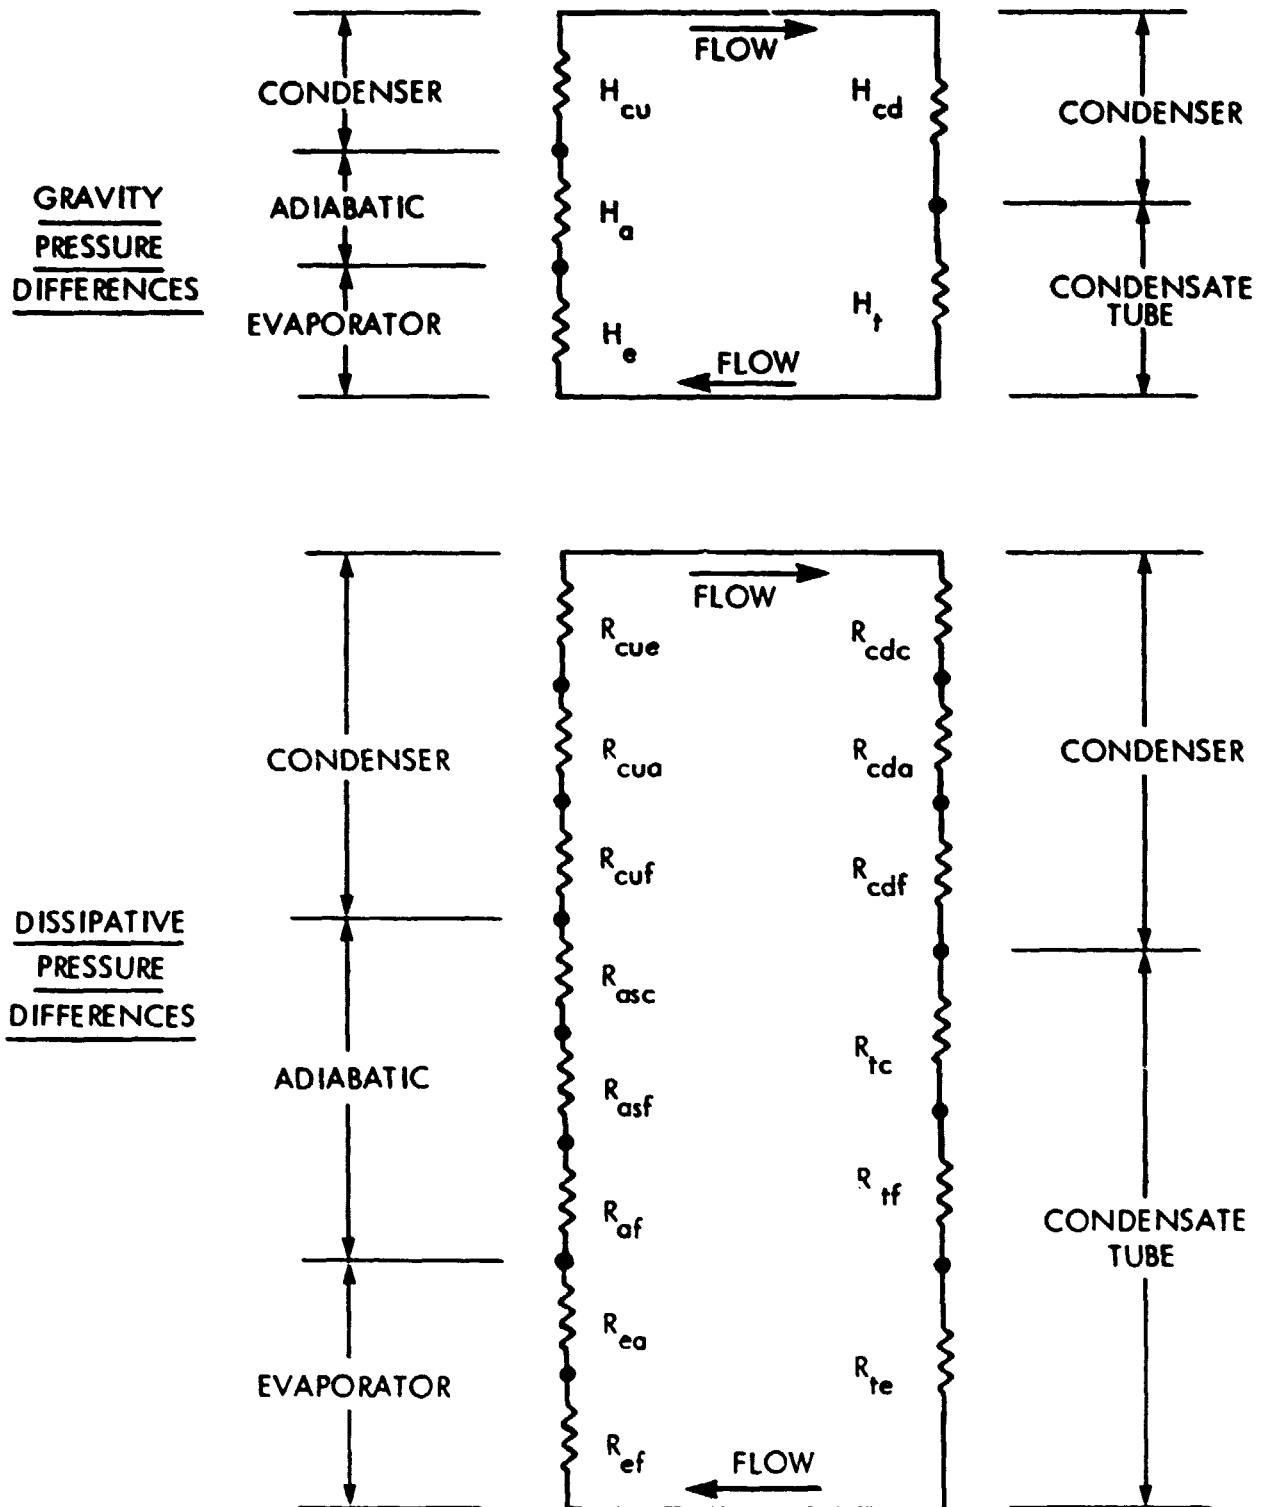 FLOW
CONDENSER
H_cu
H_cd
CONDENSER
GRAVITY
PRESSURE
DIFFERENCES
ADIABATIC
H_a
EVAPORATOR
H_e
H_t
CONDENSATE
TUBE
FLOW
FLOW
R_cue
R_cdc
CONDENSER
R_cua
R_cda
CONDENSER
R_cuf
R_cdf
DISSIPATIVE
PRESSURE
DIFFERENCES
R_asc
R_tc
ADIABATIC
R_asf
R_tf
R_af
CONDENSATE
TUBE
R_ea
EVAPORATOR
R_te
R_ef
FLOW